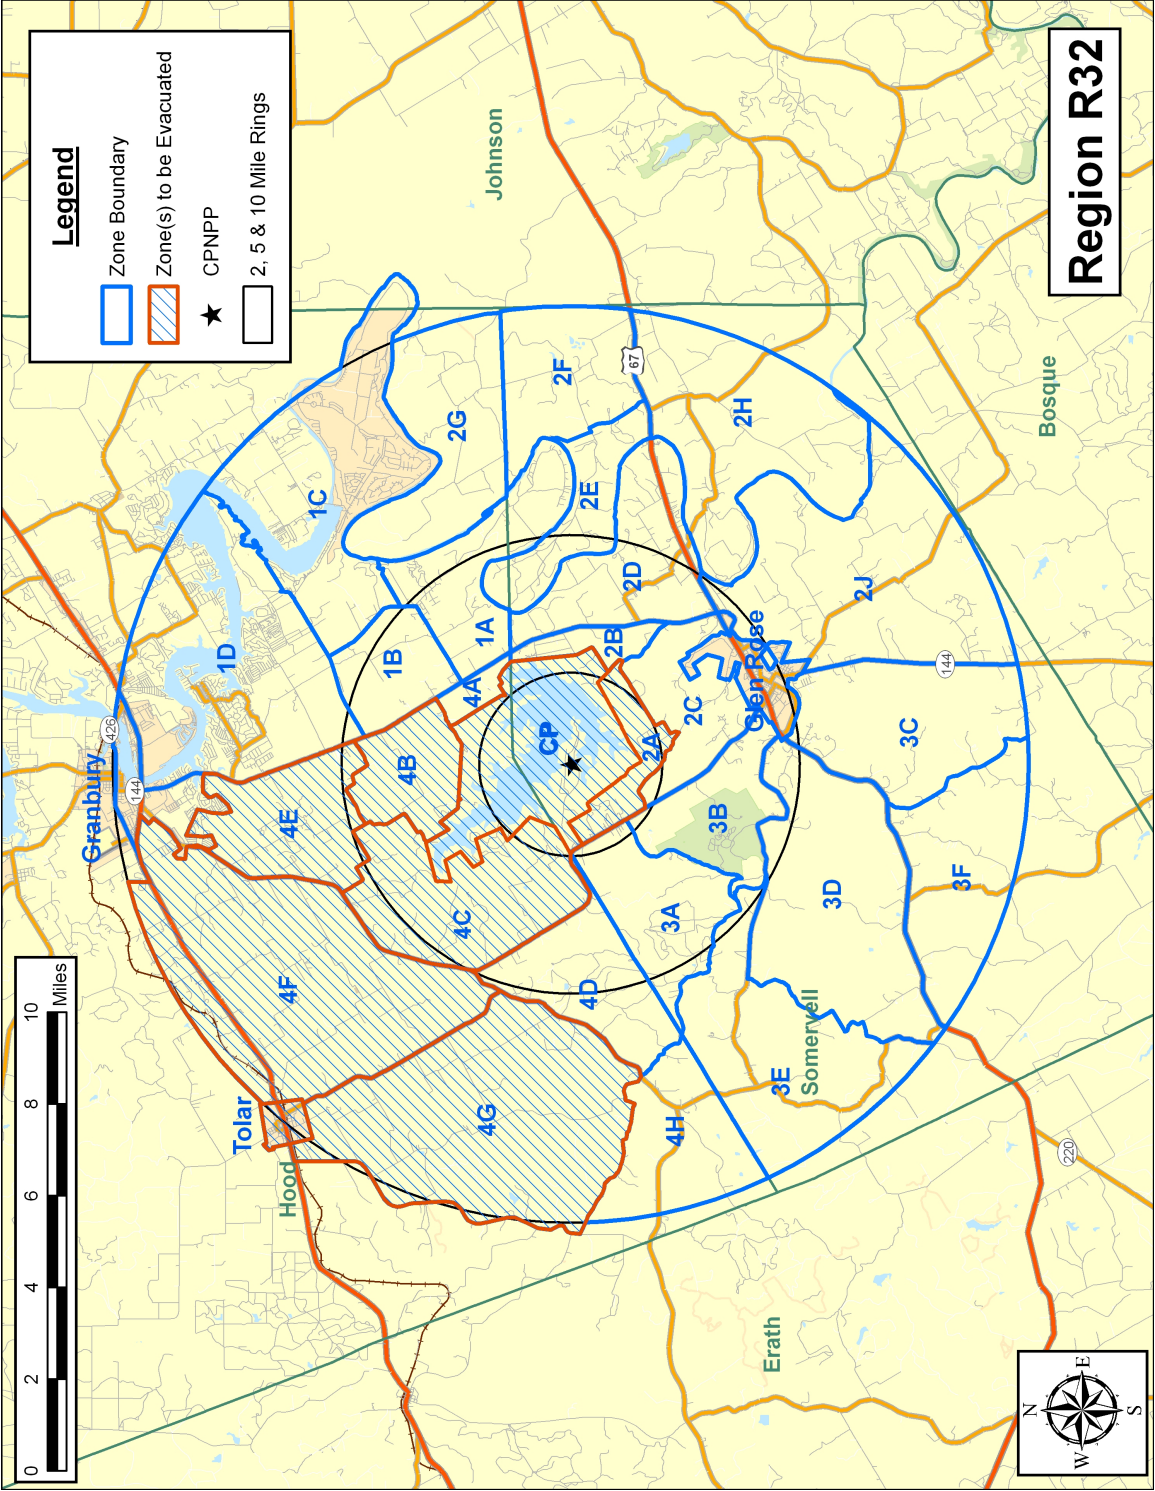 Legend
Zone Boundary
Zone(s) to be Evacuated
CPNPP
2, 5 & 10 Mile Rings
Region R32
0 2 4 6 8 10
Miles
N
W E
S
Granbury
Tolar
Glen Rose
Hood
Johnson
Bosque
Somervell
Erath
426
144
67
144
220
CP
1A
1B
1C
1D
2A
2B
2C
2D
2E
2F
2G
2H
2J
3A
3B
3C
3D
3E
3F
4A
4B
4C
4D
4E
4F
4G
4H